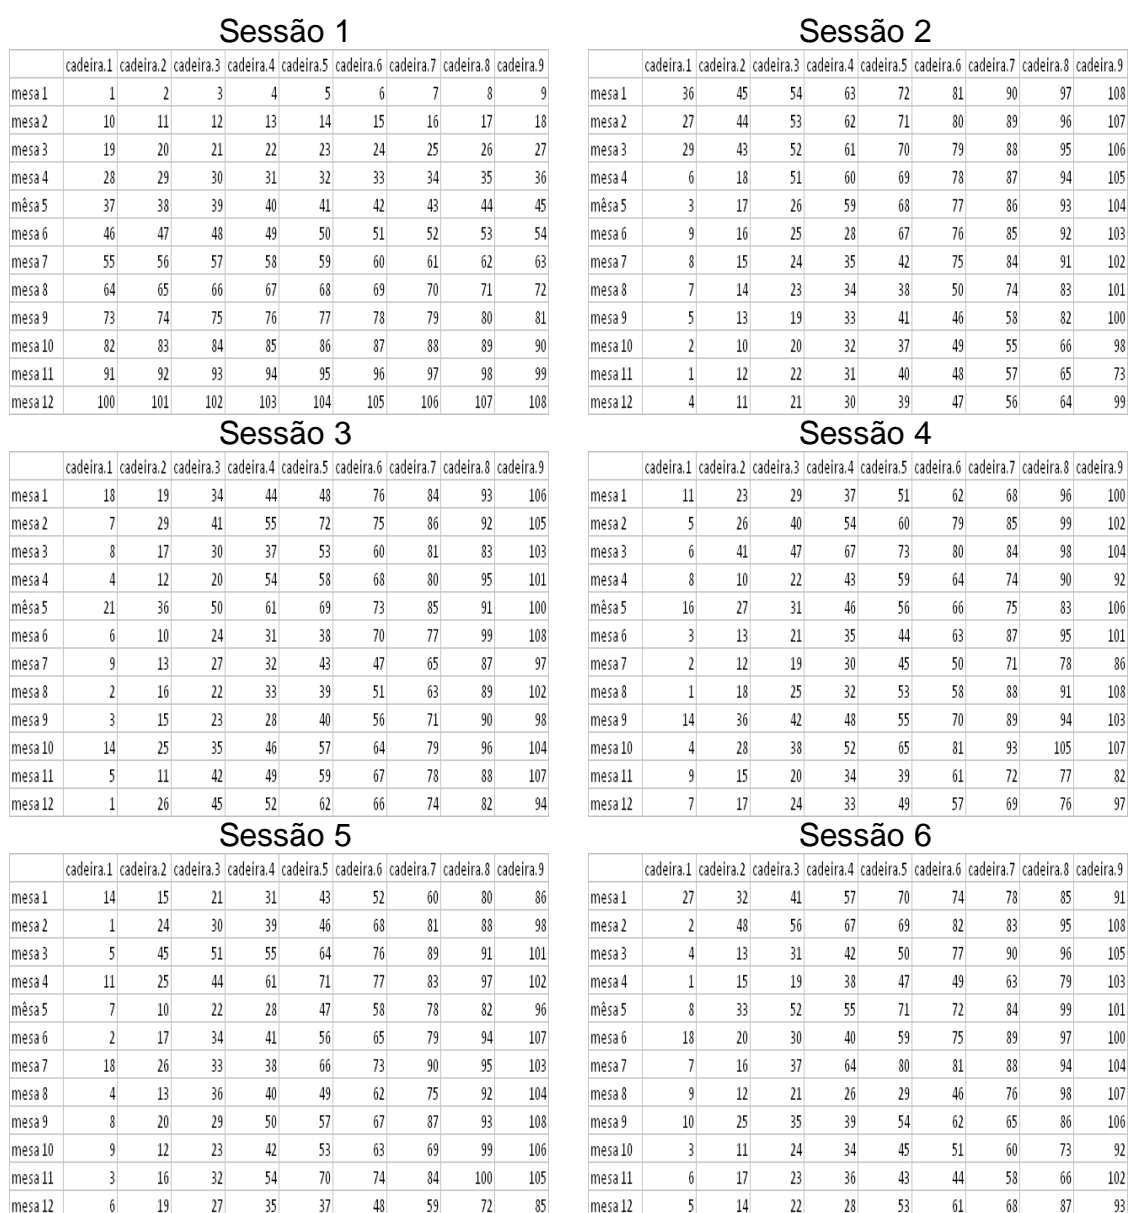 Sessão 1
cadeira.1 cadeira.2 cadeira.3 cadeira.4 cadeira.5 cadeira.6 cadeira.7 cadeira.8 cadeira.9
mesa 1 1 2 3 4 5 6 7 8 9
mesa 2 10 11 12 13 14 15 16 17 18
mesa 3 19 20 21 22 23 24 25 26 27
mesa 4 28 29 30 31 32 33 34 35 36
mêsa 5 37 38 39 40 41 42 43 44 45
mesa 6 46 47 48 49 50 51 52 53 54
mesa 7 55 56 57 58 59 60 61 62 63
mesa 8 64 65 66 67 68 69 70 71 72
mesa 9 73 74 75 76 77 78 79 80 81
mesa 10 82 83 84 85 86 87 88 89 90
mesa 11 91 92 93 94 95 96 97 98 99
mesa 12 100 101 102 103 104 105 106 107 108
Sessão 2
cadeira.1 cadeira.2 cadeira.3 cadeira.4 cadeira.5 cadeira.6 cadeira.7 cadeira.8 cadeira.9
mesa 1 36 45 54 63 72 81 90 97 108
mesa 2 27 44 53 62 71 80 89 96 107
mesa 3 29 43 52 61 70 79 88 95 106
mesa 4 6 18 51 60 69 78 87 94 105
mêsa 5 3 17 26 59 68 77 86 93 104
mesa 6 9 16 25 28 67 76 85 92 103
mesa 7 8 15 24 35 42 75 84 91 102
mesa 8 7 14 23 34 38 50 74 83 101
mesa 9 5 13 19 33 41 46 58 82 100
mesa 10 2 10 20 32 37 49 55 66 98
mesa 11 1 12 22 31 40 48 57 65 73
mesa 12 4 11 21 30 39 47 56 64 99
Sessão 3
cadeira.1 cadeira.2 cadeira.3 cadeira.4 cadeira.5 cadeira.6 cadeira.7 cadeira.8 cadeira.9
mesa 1 18 19 34 44 48 76 84 93 106
mesa 2 7 29 41 55 72 75 86 92 105
mesa 3 8 17 30 37 53 60 81 83 103
mesa 4 4 12 20 54 58 68 80 95 101
mêsa 5 21 36 50 61 69 73 85 91 100
mesa 6 6 10 24 31 38 70 77 99 108
mesa 7 9 13 27 32 43 47 65 87 97
mesa 8 2 16 22 33 39 51 63 89 102
mesa 9 3 15 23 28 40 56 71 90 98
mesa 10 14 25 35 46 57 64 79 96 104
mesa 11 5 11 42 49 59 67 78 88 107
mesa 12 1 26 45 52 62 66 74 82 94
Sessão 4
cadeira.1 cadeira.2 cadeira.3 cadeira.4 cadeira.5 cadeira.6 cadeira.7 cadeira.8 cadeira.9
mesa 1 11 23 29 37 51 62 68 96 100
mesa 2 5 26 40 54 60 79 85 99 102
mesa 3 6 41 47 67 73 80 84 98 104
mesa 4 8 10 22 43 59 64 74 90 92
mêsa 5 16 27 31 46 56 66 75 83 106
mesa 6 3 13 21 35 44 63 87 95 101
mesa 7 2 12 19 30 45 50 71 78 86
mesa 8 1 18 25 32 53 58 88 91 108
mesa 9 14 36 42 48 55 70 89 94 103
mesa 10 4 28 38 52 65 81 93 105 107
mesa 11 9 15 20 34 39 61 72 77 82
mesa 12 7 17 24 33 49 57 69 76 97
Sessão 5
cadeira.1 cadeira.2 cadeira.3 cadeira.4 cadeira.5 cadeira.6 cadeira.7 cadeira.8 cadeira.9
mesa 1 14 15 21 31 43 52 60 80 86
mesa 2 1 24 30 39 46 68 81 88 98
mesa 3 5 45 51 55 64 76 89 91 101
mesa 4 11 25 44 61 71 77 83 97 102
mêsa 5 7 10 22 28 47 58 78 82 96
mesa 6 2 17 34 41 56 65 79 94 107
mesa 7 18 26 33 38 66 73 90 95 103
mesa 8 4 13 36 40 49 62 75 92 104
mesa 9 8 20 29 50 57 67 87 93 108
mesa 10 9 12 23 42 53 63 69 99 106
mesa 11 3 16 32 54 70 74 84 100 105
mesa 12 6 19 27 35 37 48 59 72 85
Sessão 6
cadeira.1 cadeira.2 cadeira.3 cadeira.4 cadeira.5 cadeira.6 cadeira.7 cadeira.8 cadeira.9
mesa 1 27 32 41 57 70 74 78 85 91
mesa 2 2 48 56 67 69 82 83 95 108
mesa 3 4 13 31 42 50 77 90 96 105
mesa 4 1 15 19 38 47 49 63 79 103
mêsa 5 8 33 52 55 71 72 84 99 101
mesa 6 18 20 30 40 59 75 89 97 100
mesa 7 7 16 37 64 80 81 88 94 104
mesa 8 9 12 21 26 29 46 76 98 107
mesa 9 10 25 35 39 54 62 65 86 106
mesa 10 3 11 24 34 45 51 60 73 92
mesa 11 6 17 23 36 43 44 58 66 102
mesa 12 5 14 22 28 53 61 68 87 93